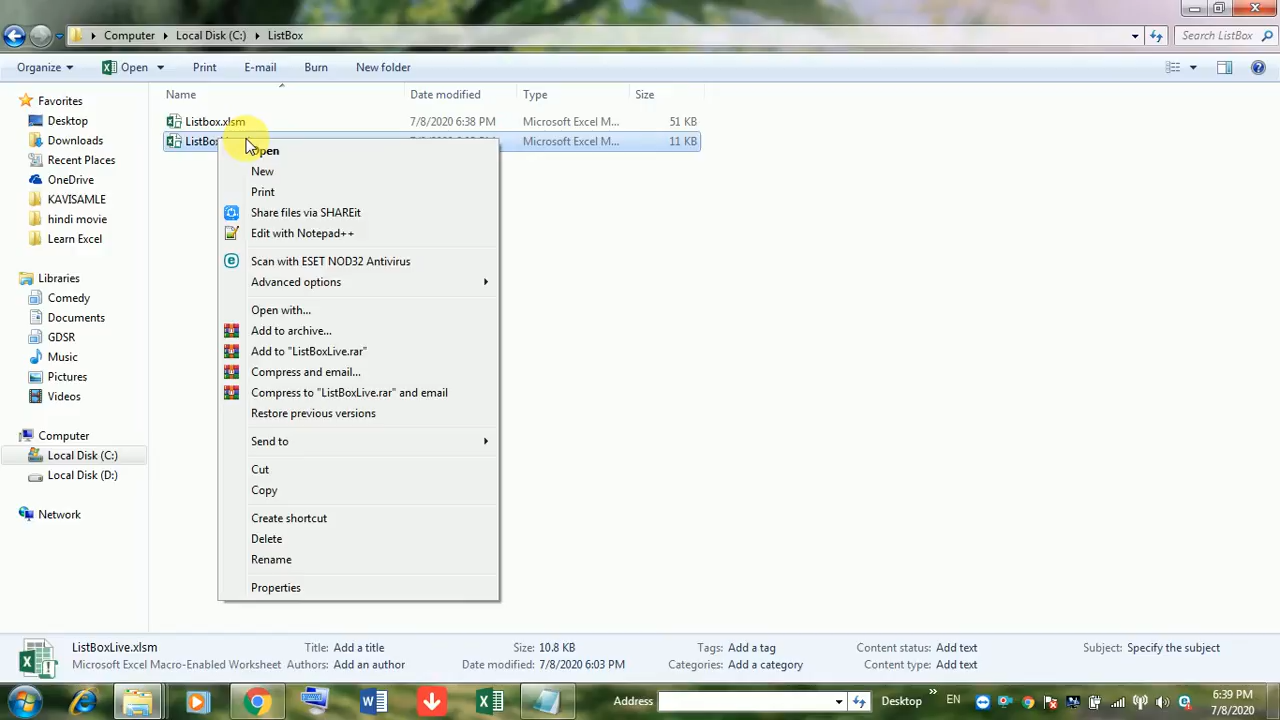 Computer Local Disk (C:) ListBox Search ListBox
Organize Open Print E-mail Burn New folder
Favorites
Desktop
Downloads
Recent Places
OneDrive
KAVISAMLE
hindi movie
Learn Excel
Libraries
Comedy
Documents
GDSR
Music
Pictures
Videos
Computer
Local Disk (C:)
Local Disk (D:)
Network
Name Date modified Type Size
Listbox.xlsm 7/8/2020 6:38 PM Microsoft Excel M... 51 KB
Microsoft Excel M... 11 KB
Open
New
Print
Share files via SHAREit
Edit with Notepad++
Scan with ESET NOD32 Antivirus
Advanced options
Open with...
Add to archive...
Add to "ListBoxLive.rar"
Compress and email...
Compress to "ListBoxLive.rar" and email
Restore previous versions
Send to
Cut
Copy
Create shortcut
Delete
Rename
Properties
ListBoxLive.xlsm Title: Add a title Size: 10.8 KB Tags: Add a tag Content status: Add text Subject: Specify the subject
Microsoft Excel Macro-Enabled Worksheet Authors: Add an author Date modified: 7/8/2020 6:03 PM Categories: Add a category Content type: Add text
Address Desktop » EN 6:39 PM
7/8/2020